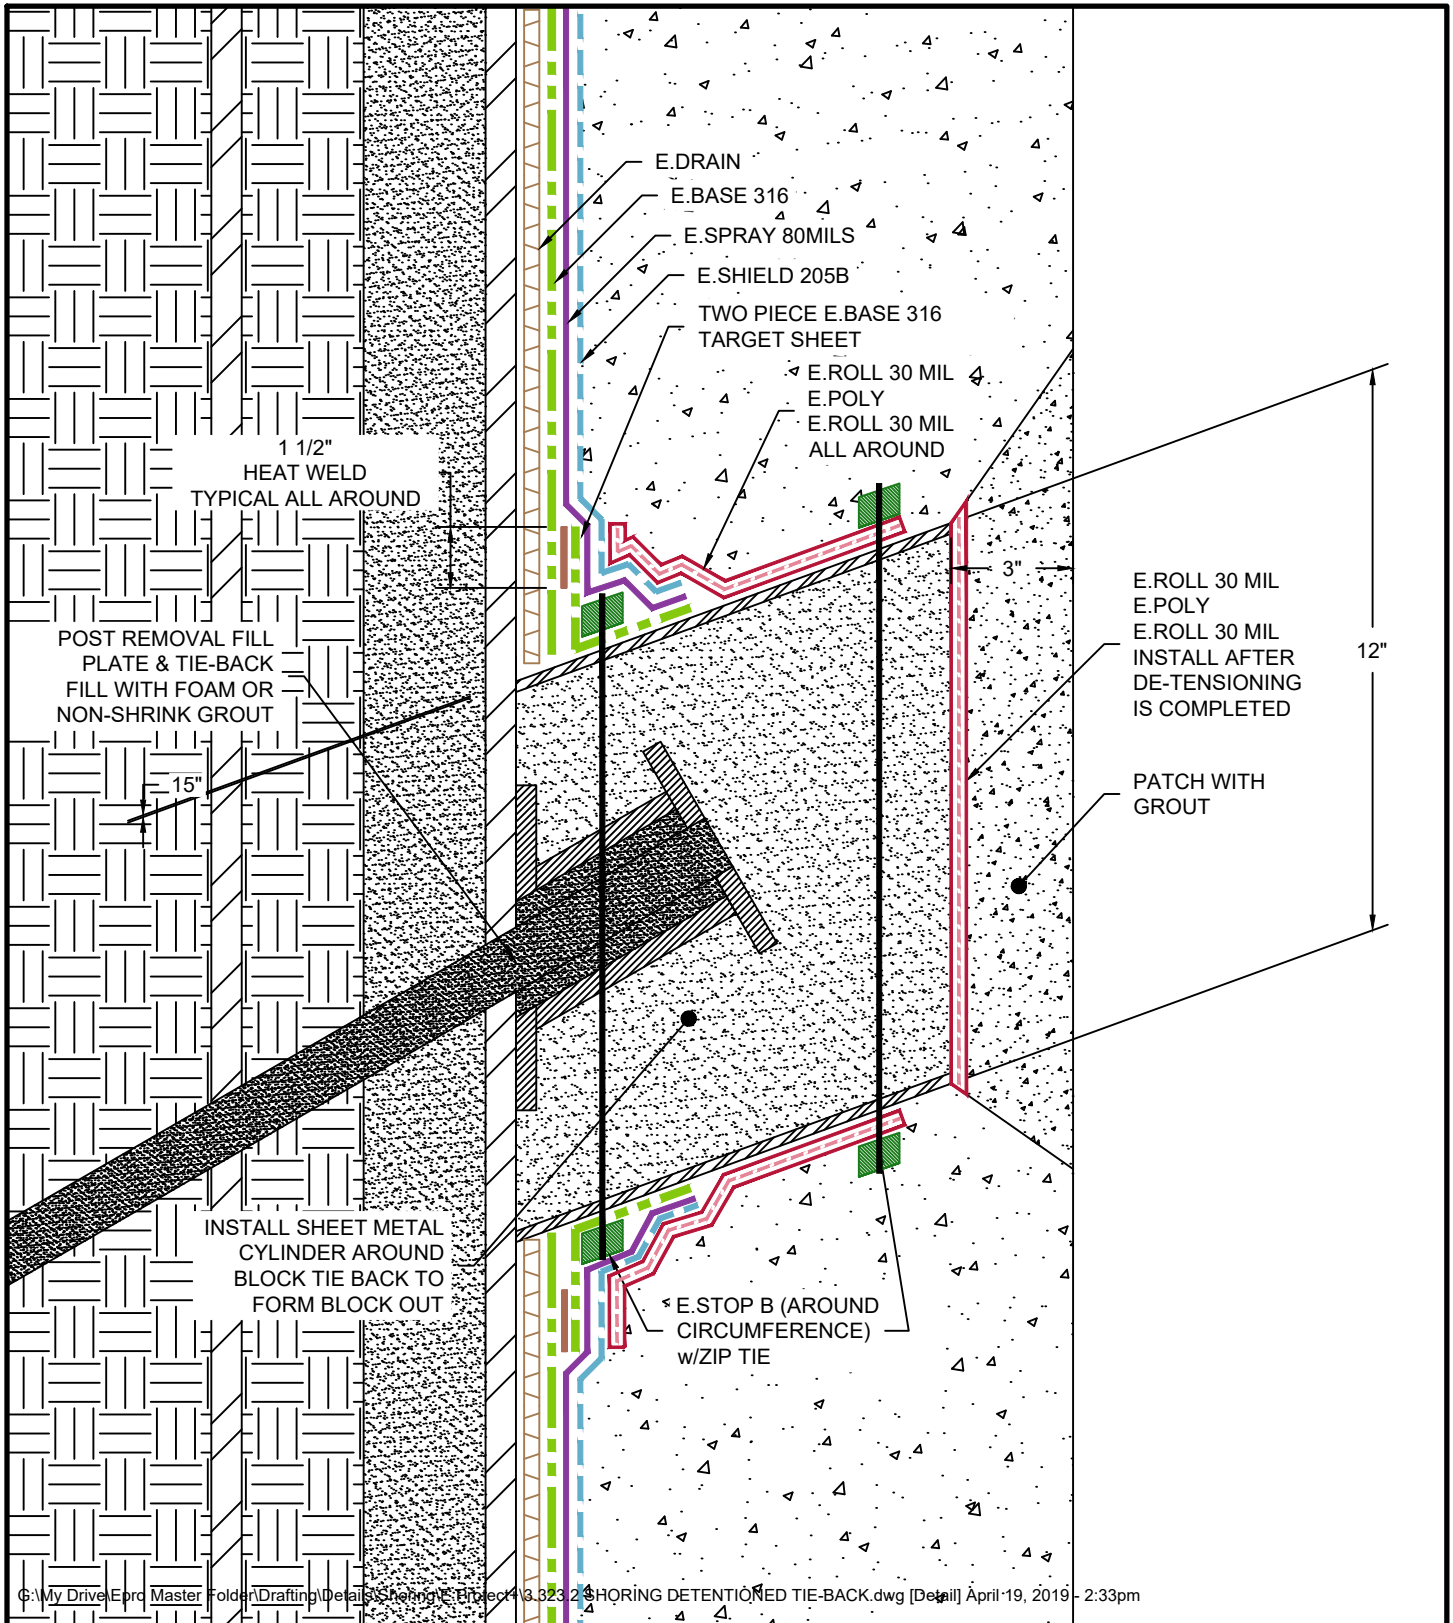 E.DRAIN
E.BASE 316
E.SPRAY 80MILS
E.SHIELD 205B
TWO PIECE E.BASE 316
TARGET SHEET
E.ROLL 30 MIL
E.POLY
E.ROLL 30 MIL
ALL AROUND
1 1/2"
HEAT WELD
TYPICAL ALL AROUND
3"
E.ROLL 30 MIL
E.POLY
E.ROLL 30 MIL
INSTALL AFTER
DE-TENSIONING
IS COMPLETED
12"
POST REMOVAL FILL
PLATE & TIE-BACK
FILL WITH FOAM OR
NON-SHRINK GROUT
15"
PATCH WITH
GROUT
INSTALL SHEET METAL
CYLINDER AROUND
BLOCK TIE BACK TO
FORM BLOCK OUT
E.STOP B (AROUND
CIRCUMFERENCE)
w/ZIP TIE
G:\My Drive\Epro Master Folder\Drafting\Details\Shoring\E.Protect+\3.323.2 SHORING DETENTIONED TIE-BACK.dwg [Detail] April 19, 2019 - 2:33pm